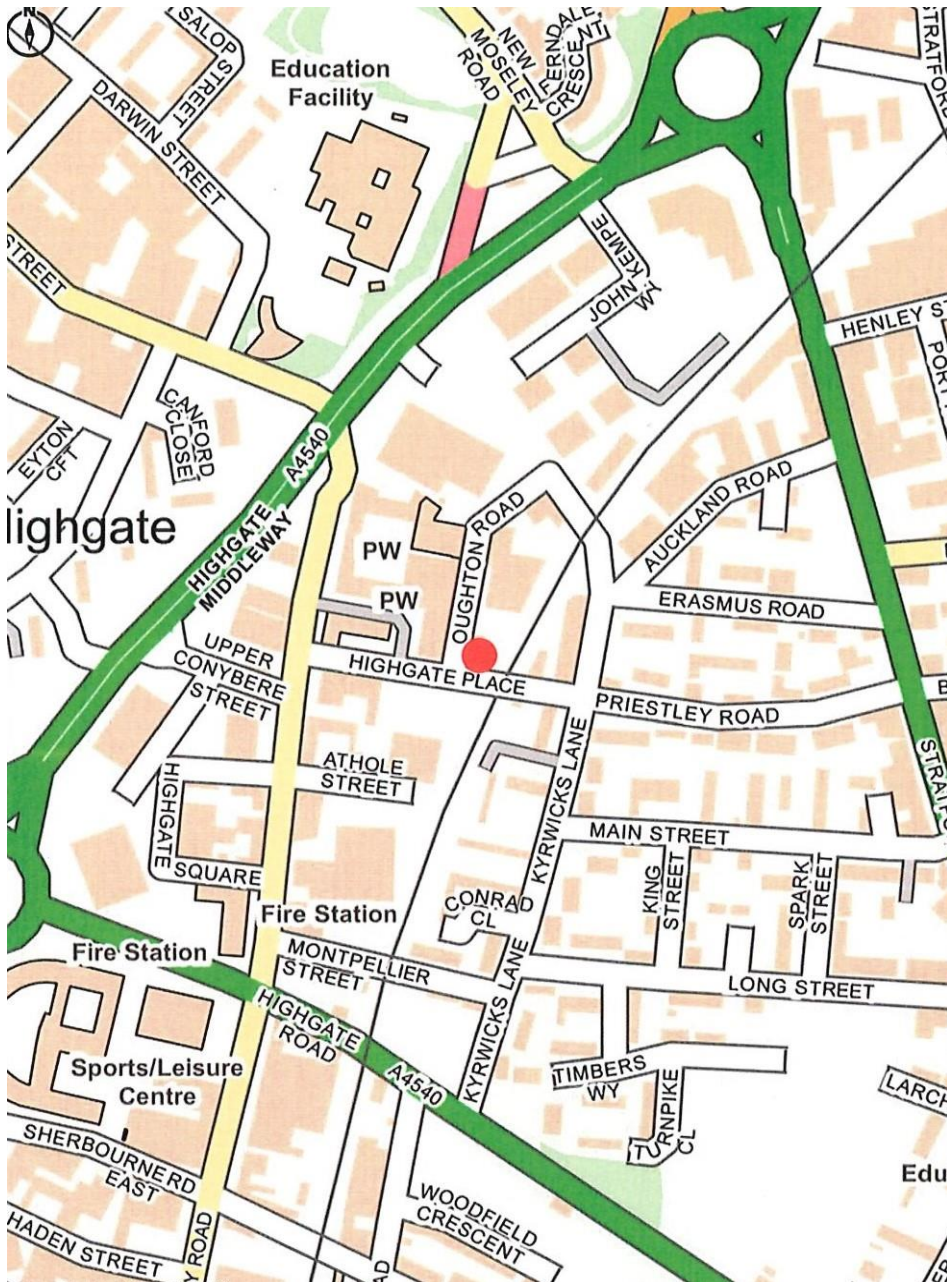 N
SALOP
STREET
DARWIN STREET
Education
Facility
NEW
MOSELEY
ROAD
FERNDALE
CRESCENT
STRATFORD
STREET
JOHN KEMPE
WY
HENLEY
CANFORD
CLOSE
EYTON
CFT
A4540
HIGHGATE
MIDDLEWAY
lighgate
PW
PW
OUGHTON ROAD
AUCKLAND ROAD
ERASMUS ROAD
UPPER
CONYBERE
STREET
HIGHGATE PLACE
PRIESTLEY ROAD
ATHOLE
STREET
HIGHGATE
SQUARE
KYRWICKS LANE
MAIN STREET
KING
STREET
SPARK
STREET
CONRAD
CL
Fire Station
Fire Station
MONTPELLIER
STREET
LONG STREET
HIGHGATE
ROAD
A4540
KYRWICKS LANE
TIMBERS
WY
TURNPIKE
CL
LARCH
Sports/Leisure
Centre
SHERBOURNE RD
EAST
Edu
WOODFIELD
CRESCENT
HADEN STREET
Y ROAD
AD